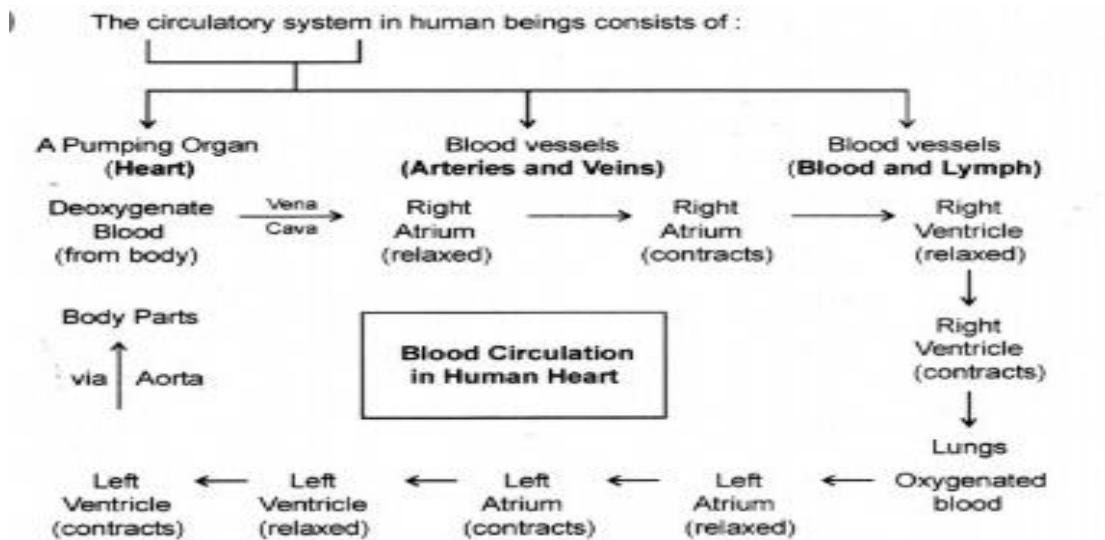 The circulatory system in human beings consists of :
A Pumping Organ
(Heart)
Blood vessels
(Arteries and Veins)
Blood vessels
(Blood and Lymph)
Deoxygenate
Blood
(from body)
Vena
Cava
Right
Atrium
(relaxed)
Right
Atrium
(contracts)
Right
Ventricle
(relaxed)
Right
Ventricle
(contracts)
Lungs
Oxygenated
blood
Left
Atrium
(relaxed)
Left
Atrium
(contracts)
Left
Ventricle
(relaxed)
Left
Ventricle
(contracts)
via Aorta
Body Parts
Blood Circulation
in Human Heart